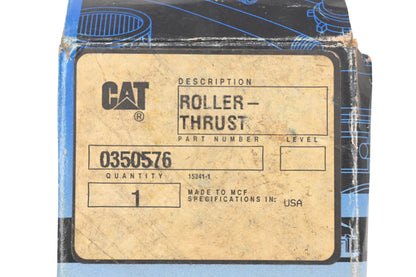 CAT
®
DESCRIPTION
ROLLER-
THRUST
PART NUMBER LEVEL
0350576
QUANTITY 15241-1
1
MADE TO MCF
SPECIFICATIONS IN: USA